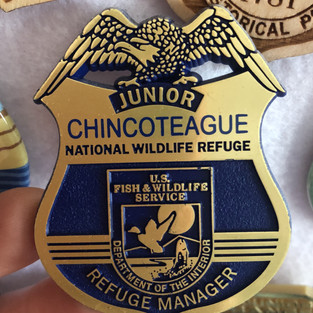 JUNIOR
CHINCOTEAGUE
NATIONAL WILDLIFE REFUGE
U.S.
FISH & WILDLIFE
SERVICE
DEPARTMENT OF THE INTERIOR
REFUGE MANAGER